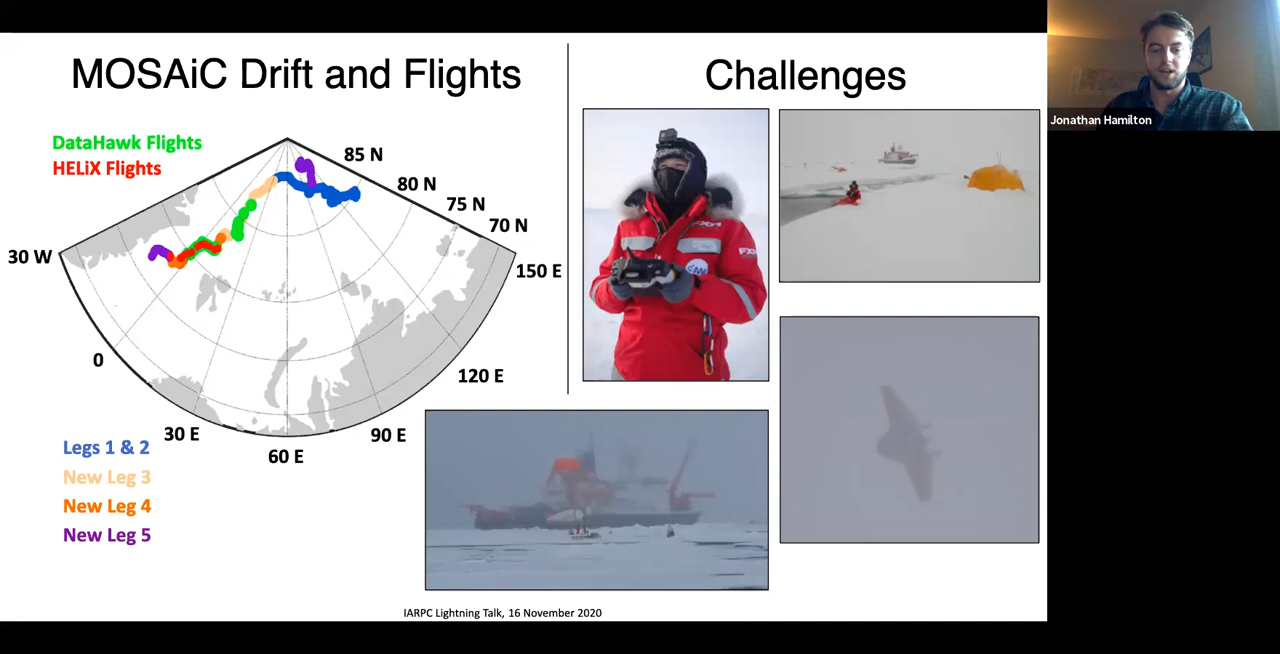 MOSAiC Drift and Flights
Challenges
Jonathan Hamilton
DataHawk Flights
HELiX Flights
85 N
80 N
75 N
70 N
30 W
150 E
0
120 E
30 E
90 E
60 E
Legs 1 & 2
New Leg 3
New Leg 4
New Leg 5
IARPC Lightning Talk, 16 November 2020